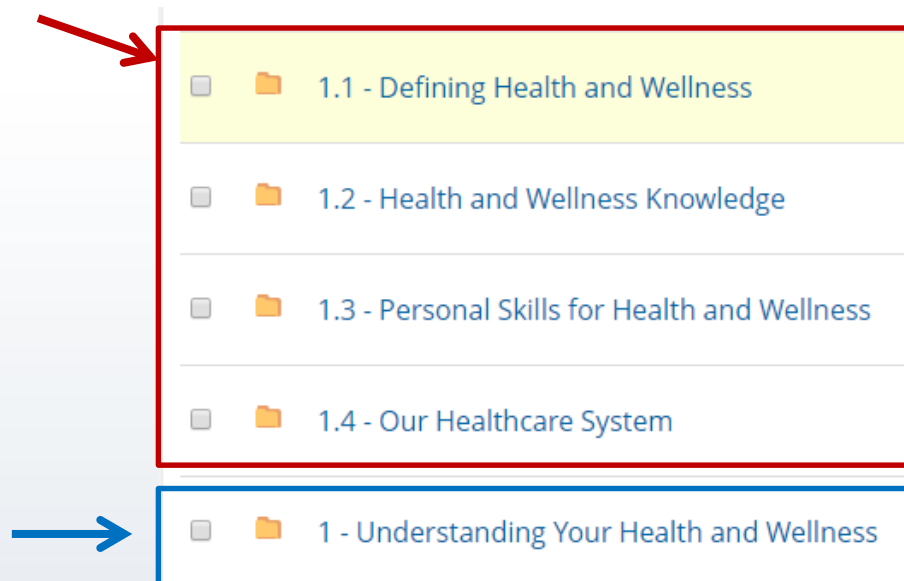 1.1 - Defining Health and Wellness
1.2 - Health and Wellness Knowledge
1.3 - Personal Skills for Health and Wellness
1.4 - Our Healthcare System
1 - Understanding Your Health and Wellness